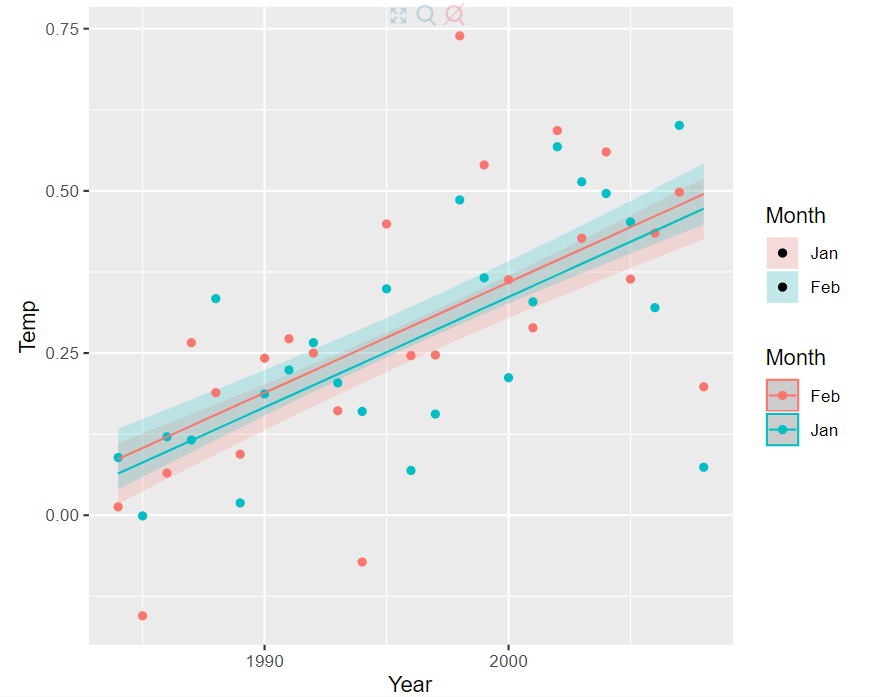 0.75
0.50
0.25
0.00
Temp
1990
2000
Year
Month
Jan
Feb
Month
Feb
Jan